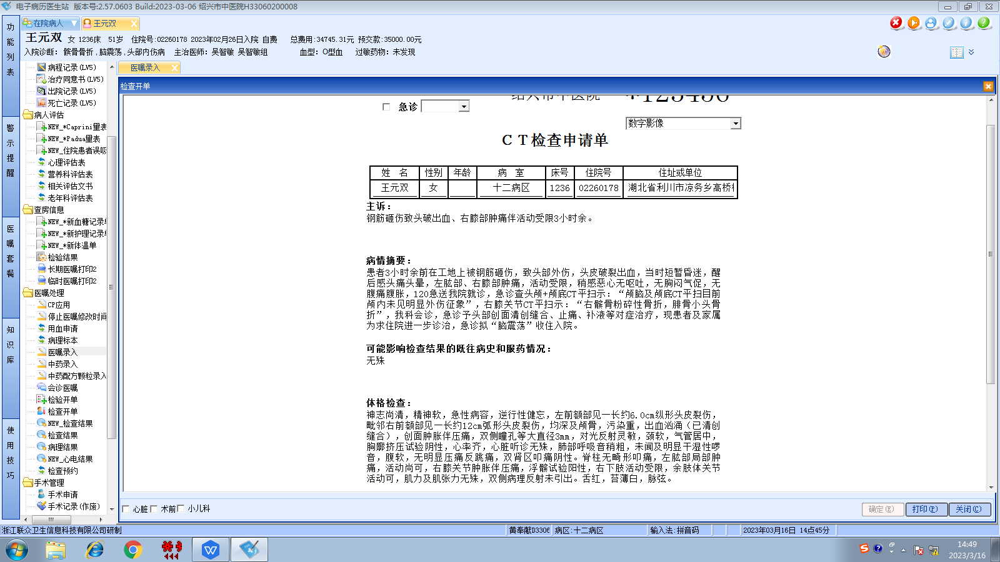 电子病历医生站 版本号:2.57.0603 Build:2023-03-06 绍兴市中医院H33060200008
在院病人
王元双
王元双 女 1236床 51岁 住院号:02260178 2023年02月26日入院 自费 总费用:34745.31元 预交款:35000.00元
入院诊断: 髌骨骨折,脑震荡,头部内伤病 主治医师: 吴智敏 吴智敏组 血型: O型血 过敏药物: 未发现
功能列表
警示提醒
医嘱套餐
知识库
使用技巧
病程记录(LV5)
治疗同意书(LV5)
出院记录(LV5)
死亡记录(LV5)
病人评估
NEW_*Caprini量表
NEW_*Padua量表
NEW_住院患者误吸
心理评估表
营养科评估表
相关评估文书
老年科评估表
查房信息
NEW_*新血糖记录单
NEW_*新护理记录单
NEW_*新体温单
检验结果
长期医嘱打印2
临时医嘱打印2
医嘱处理
CP应用
停止医嘱修改时间
用血申请
病理标本
医嘱录入
中药录入
中药配方颗粒录入
会诊医嘱
检验开单
检查开单
NEW_检查结果
检查结果
病理结果
NEW_心电结果
检查预约
手术管理
手术申请
手术记录(作废)
医嘱录入
检查开单
绍兴市中医院 *123456
急诊
数字影像
CT检查申请单
姓 名 性别 年龄 病 室 床号 住院号 住址或单位
王元双 女 十二病区 1236 02260178 湖北省利川市凉务乡高桥村
主诉:
钢筋砸伤致头破出血、右膝部肿痛伴活动受限3小时余。
病情摘要:
患者3小时余前在工地上被钢筋砸伤，致头部外伤，头皮破裂出血，当时短暂昏迷，醒
后感头痛头晕，左肱部、右膝部肿痛，活动受限，稍感恶心无呕吐，无胸闷气促，无
腹痛腹胀，120急送我院就诊，急诊查头颅+颅底CT平扫示：“颅脑及颅底CT平扫目前
颅内未见明显外伤征象”，右膝关节CT平扫示：“右髌骨粉碎性骨折，腓骨小头骨
折”，我科会诊，急诊予头部创面清创缝合、止痛、补液等对症治疗，现患者及家属
为求住院进一步诊治，急诊拟“脑震荡”收住入院。
可能影响检查结果的既往病史和服药情况:
无殊
体格检查:
神志尚清，精神软，急性病容，逆行性健忘，左前额部见一长约6.0cm纵形头皮裂伤，
毗邻右前额部见一长约12cm弧形头皮裂伤，均深及颅骨，污染重，出血汹涌（已清创
缝合），创面肿胀伴压痛，双侧瞳孔等大直径3mm，对光反射灵敏，颈软，气管居中，
胸廓挤压试验阴性，心率齐，心脏听诊无殊，肺部呼吸音稍粗，未闻及明显干湿性啰
音，腹软，无明显压痛反跳痛，双肾区叩痛阴性。脊柱无畸形叩痛，左肱部局部肿
痛，活动尚可，右膝关节肿胀伴压痛，浮髌试验阳性，右下肢活动受限，余肢体关节
活动可，肌力及肌张力无殊，双侧病理反射未引出。舌红，苔薄白，脉弦。
心脏 术前 小儿科
确定(E) 打印(P) 关闭(C)
浙江联众卫生信息科技有限公司研制 黄奉献D3306 病区:十二病区 输入法:拼音码 2023年03月16日 14点45分
14:49
2023/3/16